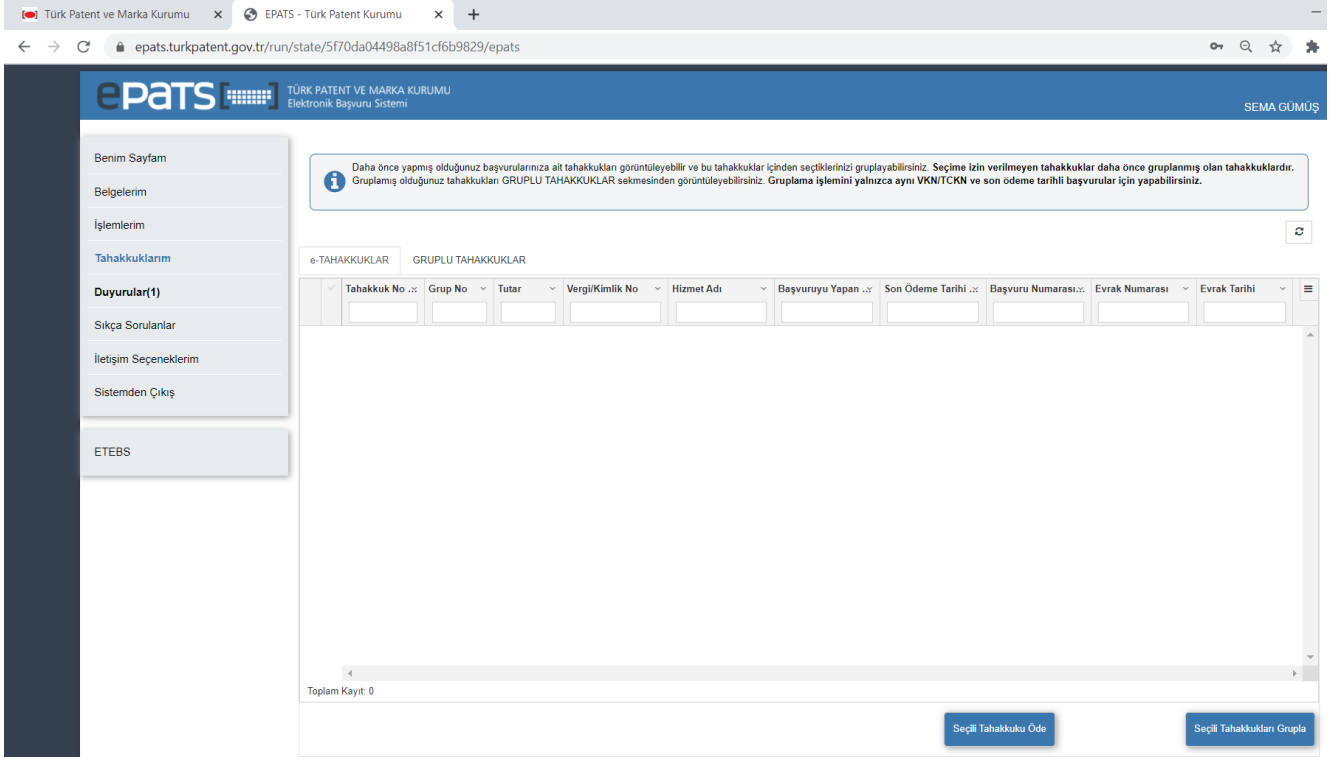 Türk Patent ve Marka Kurumu
EPATS - Türk Patent Kurumu
epats.turkpatent.gov.tr/run/state/5f70da04498a8f51cf6b9829/epats
ePATS
TÜRK PATENT VE MARKA KURUMU
Elektronik Başvuru Sistemi
SEMA GÜMÜŞ
Benim Sayfam
Belgelerim
İşlemlerim
Tahakkuklarım
Duyurular(1)
Sıkça Sorulanlar
İletişim Seçeneklerim
Sistemden Çıkış
ETEBS
Daha önce yapmış olduğunuz başvurularınıza ait tahakkukları görüntüleyebilir ve bu tahakkuklar içinden seçtiklerinizi gruplayabilirsiniz. Seçime izin verilmeyen tahakkuklar daha önce gruplanmış olan tahakkuklardır.
Gruplamış olduğunuz tahakkukları GRUPLU TAHAKKUKLAR sekmesinden görüntüleyebilirsiniz. Gruplama işlemini yalnızca aynı VKN/TCKN ve son ödeme tarihli başvurular için yapabilirsiniz.
e-TAHAKKUKLAR GRUPLU TAHAKKUKLAR
Tahakkuk No ... Grup No Tutar Vergi/Kimlik No Hizmet Adı Başvuruyu Yapan ... Son Ödeme Tarihi ... Başvuru Numarası... Evrak Numarası Evrak Tarihi
Toplam Kayıt: 0
Seçili Tahakkuku Öde Seçili Tahakkukları Grupla